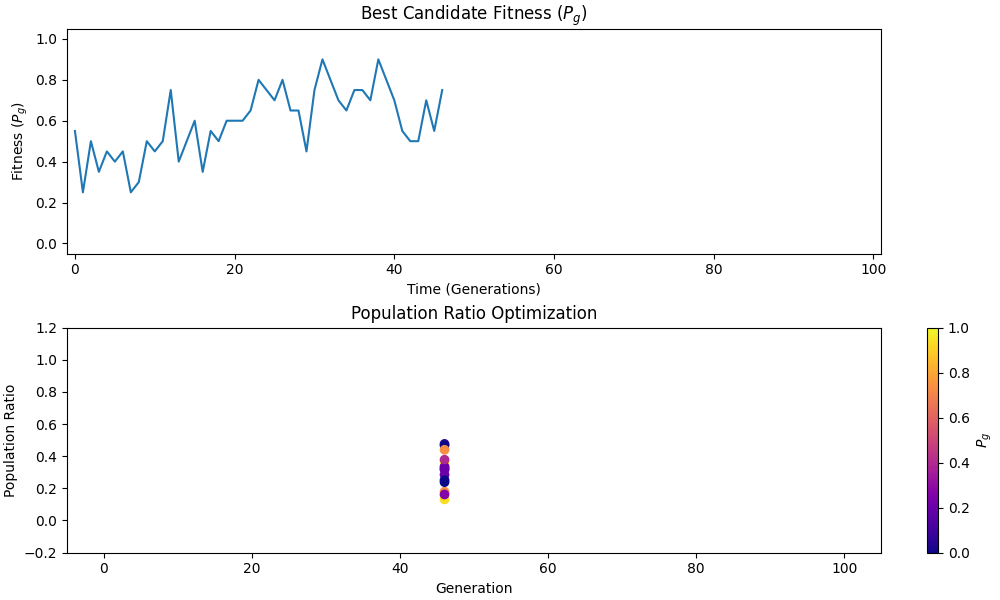 Best Candidate Fitness (P_g)
1.0
0.8
0.6
0.4
0.2
0.0
Fitness (P_g)
0 20 40 60 80 100
Time (Generations)
Population Ratio Optimization
1.2
1.0
0.8
0.6
0.4
0.2
0.0
−0.2
Population Ratio
0 20 40 60 80 100
Generation
1.0
0.8
0.6
0.4
0.2
0.0
P_g